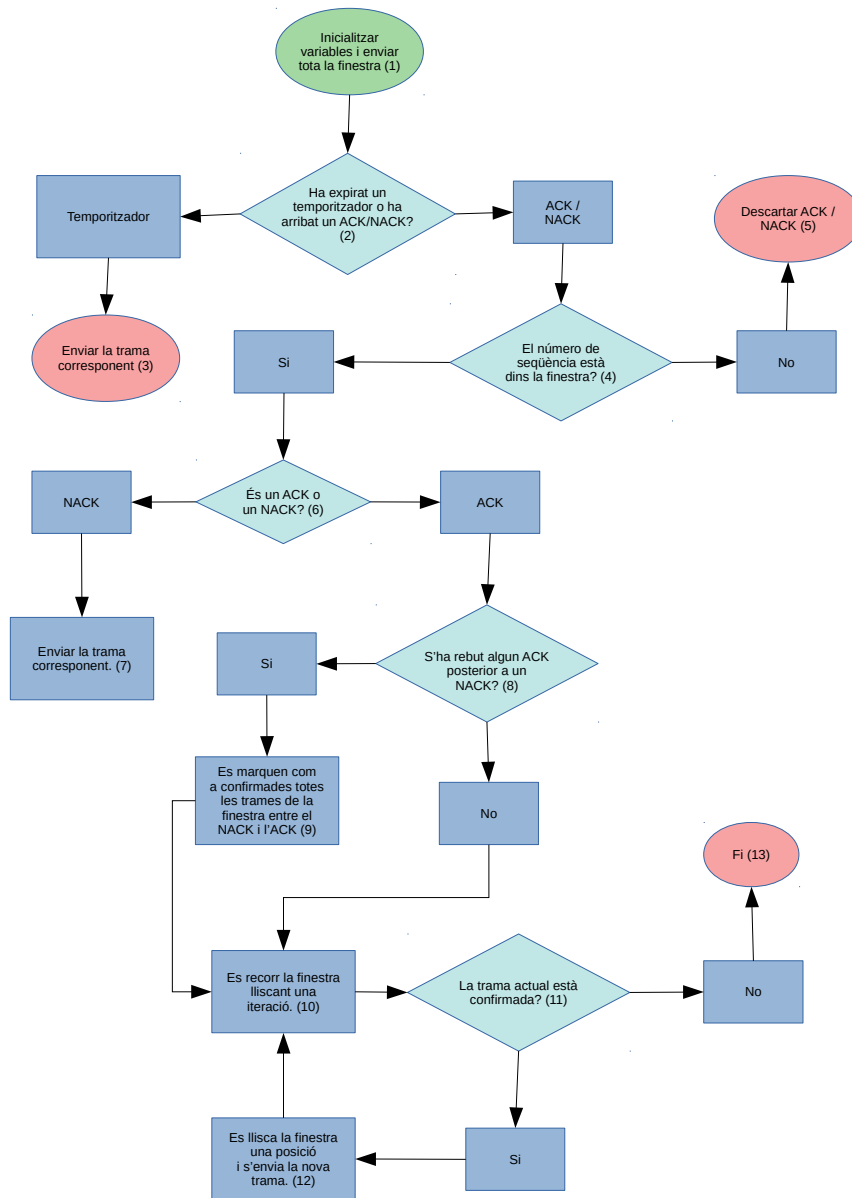 Inicialitzar
variables i enviar
tota la finestra (1)
Ha expirat un
temporitzador o ha
arribat un ACK/NACK?
(2)
Temporitzador
ACK /
NACK
Descartar ACK /
NACK (5)
Enviar la trama
corresponent (3)
El número de
seqüència està
dins la finestra? (4)
Si
No
És un ACK o
un NACK? (6)
NACK
ACK
Enviar la trama
corresponent. (7)
S'ha rebut algun ACK
posterior a un
NACK? (8)
Si
Es marquen com
a confirmades totes
les trames de la
finestra entre el
NACK i l'ACK (9)
No
Fi (13)
Es recorr la finestra
lliscant una
iteració. (10)
La trama actual està
confirmada? (11)
No
Es llisca la finestra
una posició
i s'envia la nova
trama. (12)
Si